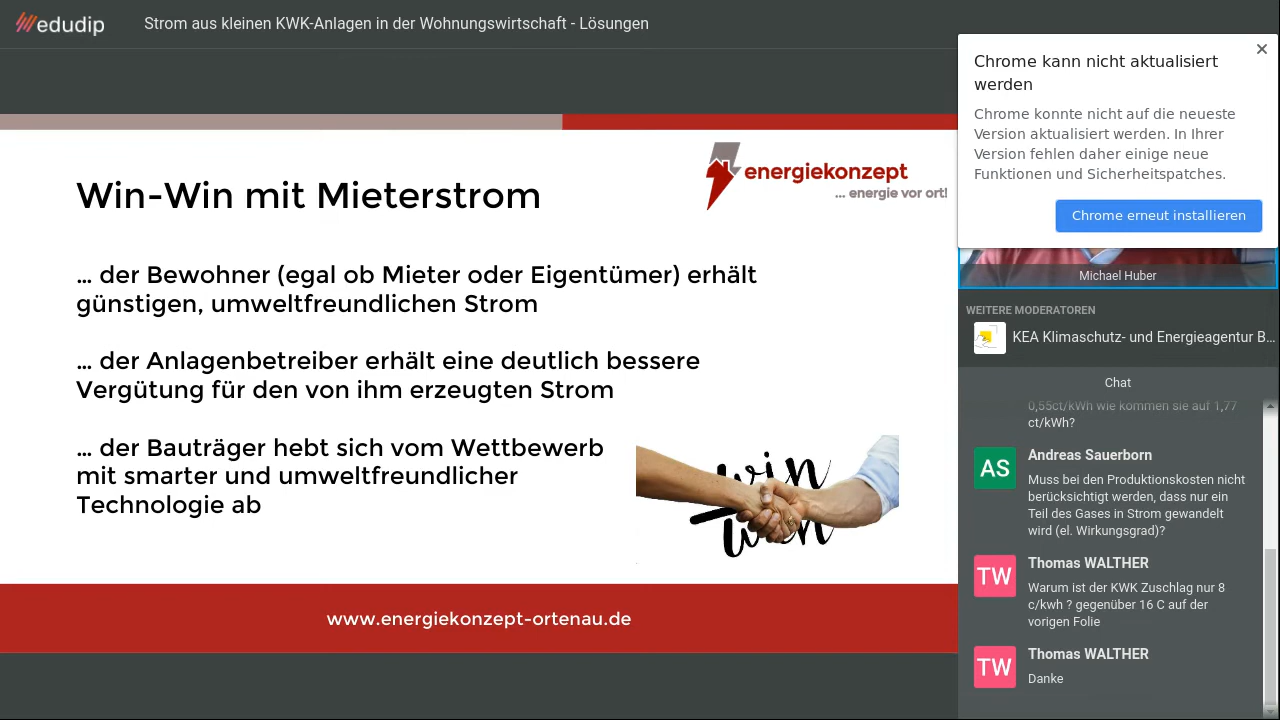 edudip
Strom aus kleinen KWK-Anlagen in der Wohnungswirtschaft - Lösungen
energiekonzept
... energie vor ort!
Win-Win mit Mieterstrom
... der Bewohner (egal ob Mieter oder Eigentümer) erhält
günstigen, umweltfreundlichen Strom
... der Anlagenbetreiber erhält eine deutlich bessere
Vergütung für den von ihm erzeugten Strom
... der Bauträger hebt sich vom Wettbewerb
mit smarter und umweltfreundlicher
Technologie ab
win
win
www.energiekonzept-ortenau.de
Chrome kann nicht aktualisiert
werden
Chrome konnte nicht auf die neueste
Version aktualisiert werden. In Ihrer
Version fehlen daher einige neue
Funktionen und Sicherheitspatches.
Chrome erneut installieren
Michael Huber
WEITERE MODERATOREN
KEA Klimaschutz- und Energieagentur B...
Chat
0,55ct/kWh wie kommen sie auf 1,77
ct/kWh?
AS
Andreas Sauerborn
Muss bei den Produktionskosten nicht
berücksichtigt werden, dass nur ein
Teil des Gases in Strom gewandelt
wird (el. Wirkungsgrad)?
TW
Thomas WALTHER
Warum ist der KWK Zuschlag nur 8
c/kwh ? gegenüber 16 C auf der
vorigen Folie
TW
Thomas WALTHER
Danke